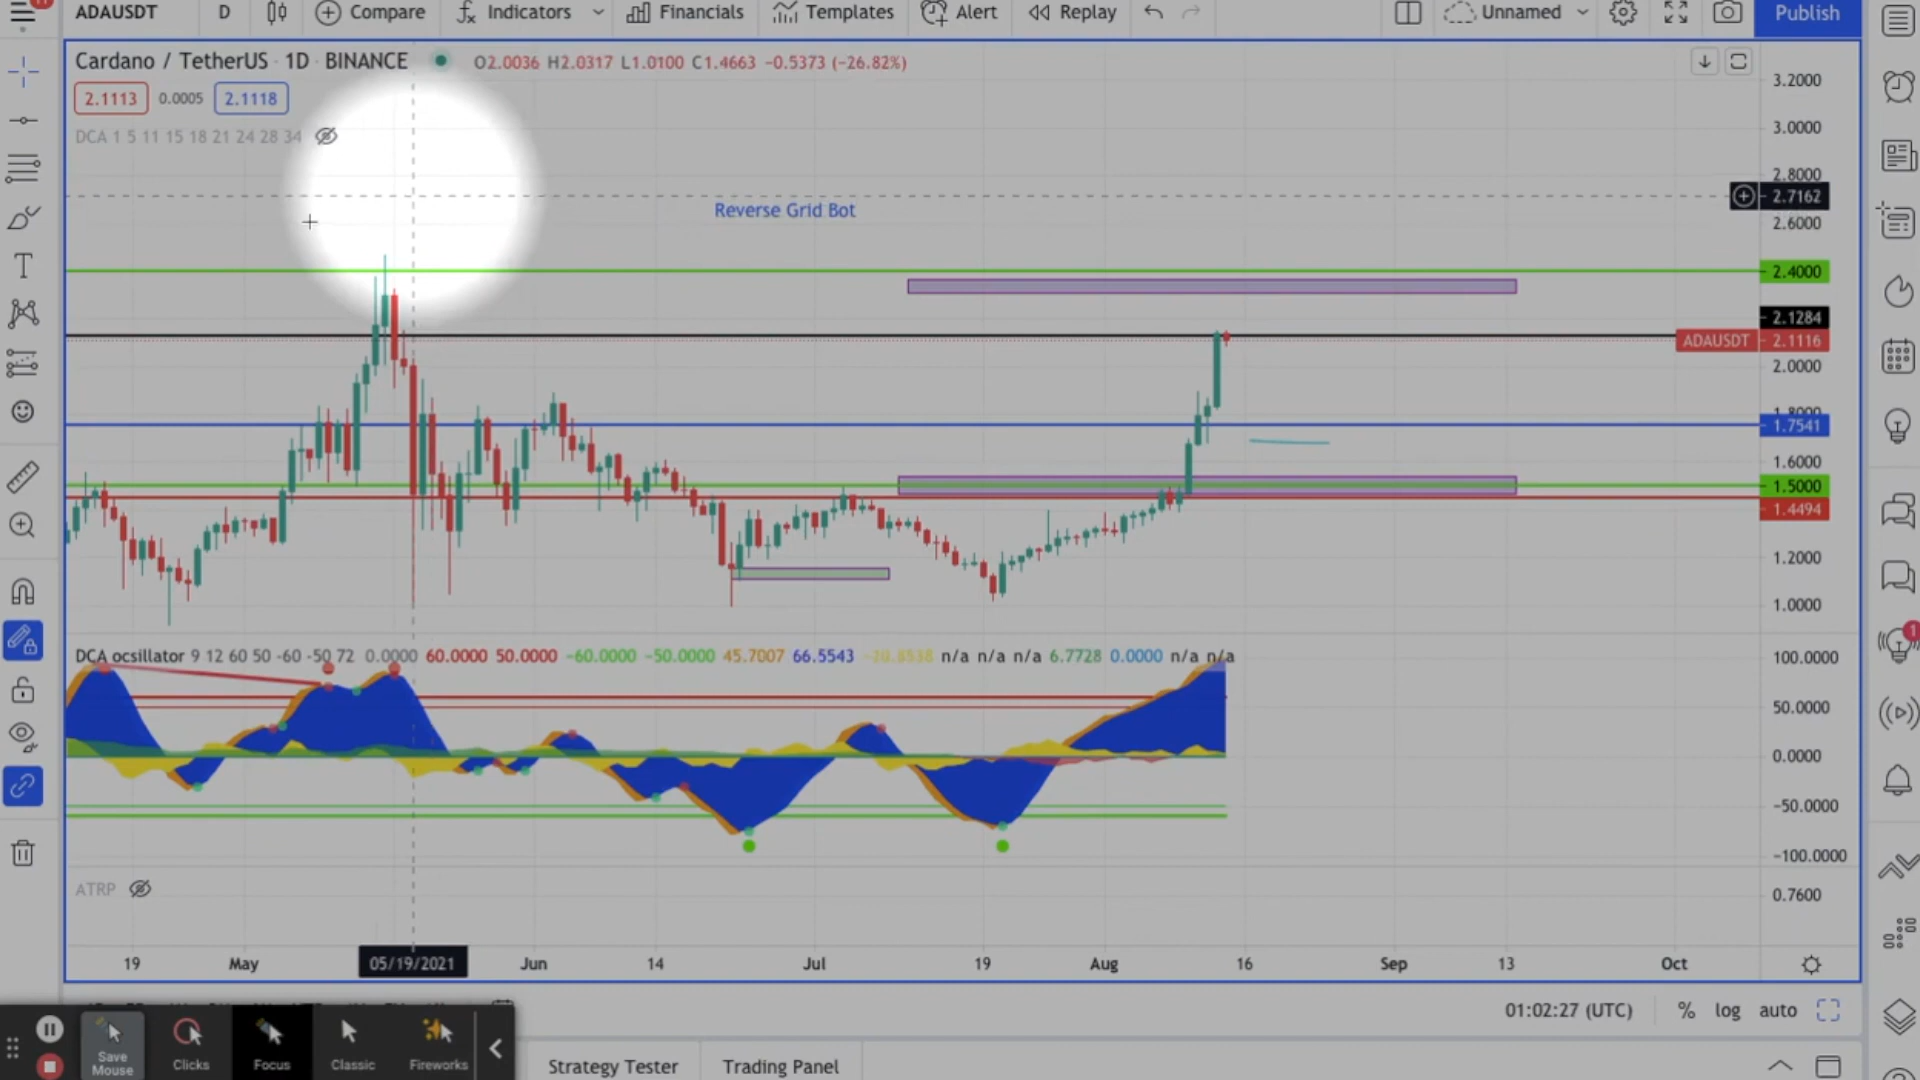 11
ADAUSDT D Compare Indicators Financials Templates Alert Replay Unnamed Publish
Cardano / TetherUS · 1D · BINANCE O2.0036 H2.0317 L1.0100 C1.4663 −0.5373 (−26.82%)
2.1113 0.0005 2.1118
DCA 1 5 11 15 18 21 24 28 34
Reverse Grid Bot
3.2000
3.0000
2.8000
2.7162
2.6000
2.4000
2.1284
ADAUSDT 2.1116
2.0000
1.8000
1.7541
1.6000
1.5000
1.4494
1.2000
1.0000
DCA ocsillator 9 12 60 50 -60 -50 72 0.0000 60.0000 50.0000 −60.0000 −50.0000 45.7007 66.5543 n/a n/a n/a 6.7728 0.0000 n/a n/a
100.0000
50.0000
0.0000
−50.0000
−100.0000
1
ATRP
0.7600
19 May 05/19/2021 Jun 14 Jul 19 Aug 16 Sep 13 Oct
01:02:27 (UTC) % log auto
Save Mouse Clicks Focus Classic Fireworks
Strategy Tester Trading Panel